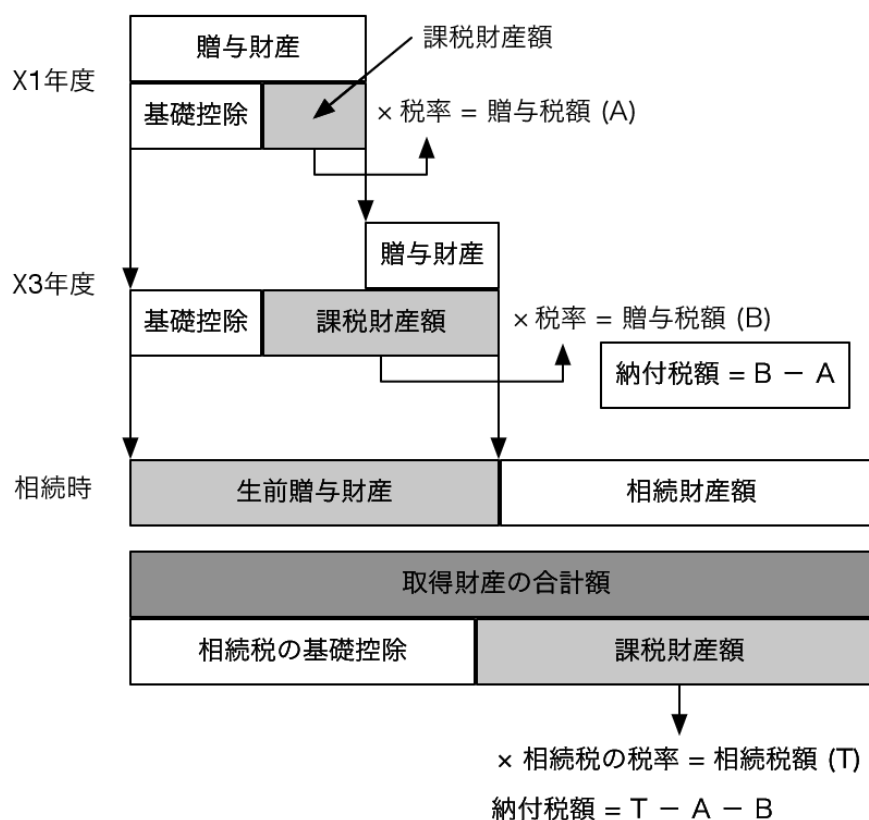 贈与財産
課税財産額
X1年度
基礎控除
× 税率 = 贈与税額 (A)
贈与財産
X3年度
基礎控除
課税財産額
× 税率 = 贈与税額 (B)
納付税額 = B － A
相続時
生前贈与財産
相続財産額
取得財産の合計額
相続税の基礎控除
課税財産額
× 相続税の税率 = 相続税額 (T)
納付税額 = T － A － B